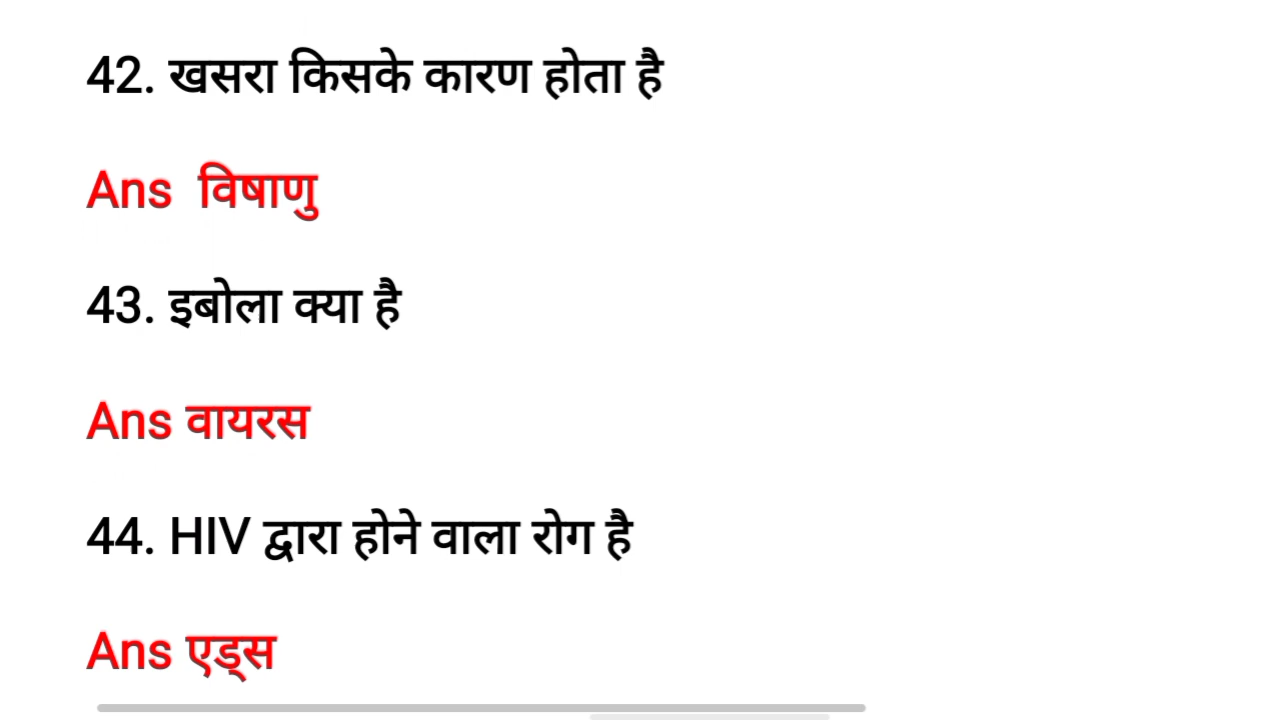 42. खसरा किसके कारण होता है
Ans विषाणु
43. इबोला क्या है
Ans वायरस
44. HIV द्वारा होने वाला रोग है
Ans एड्स